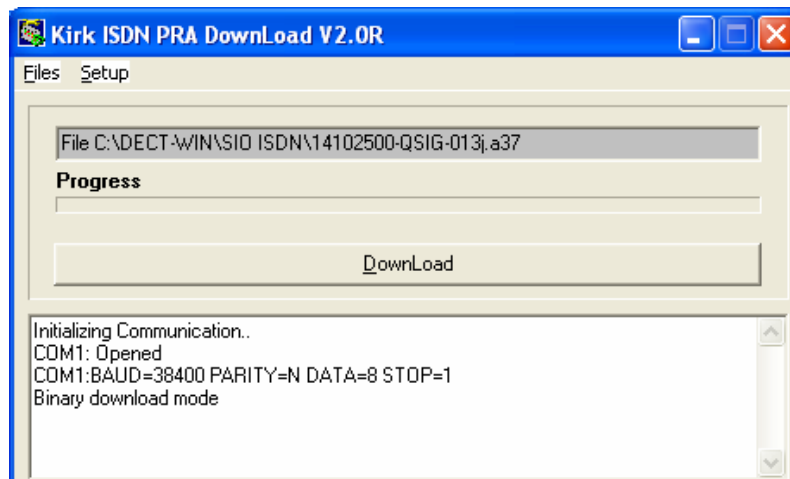 Kirk ISDN PRA DownLoad V2.0R
Files Setup
File C:\DECT-WIN\SIO ISDN\14102500-QSIG-013j.a37
Progress
DownLoad
Initializing Communication..
COM1: Opened
COM1:BAUD=38400 PARITY=N DATA=8 STOP=1
Binary download mode